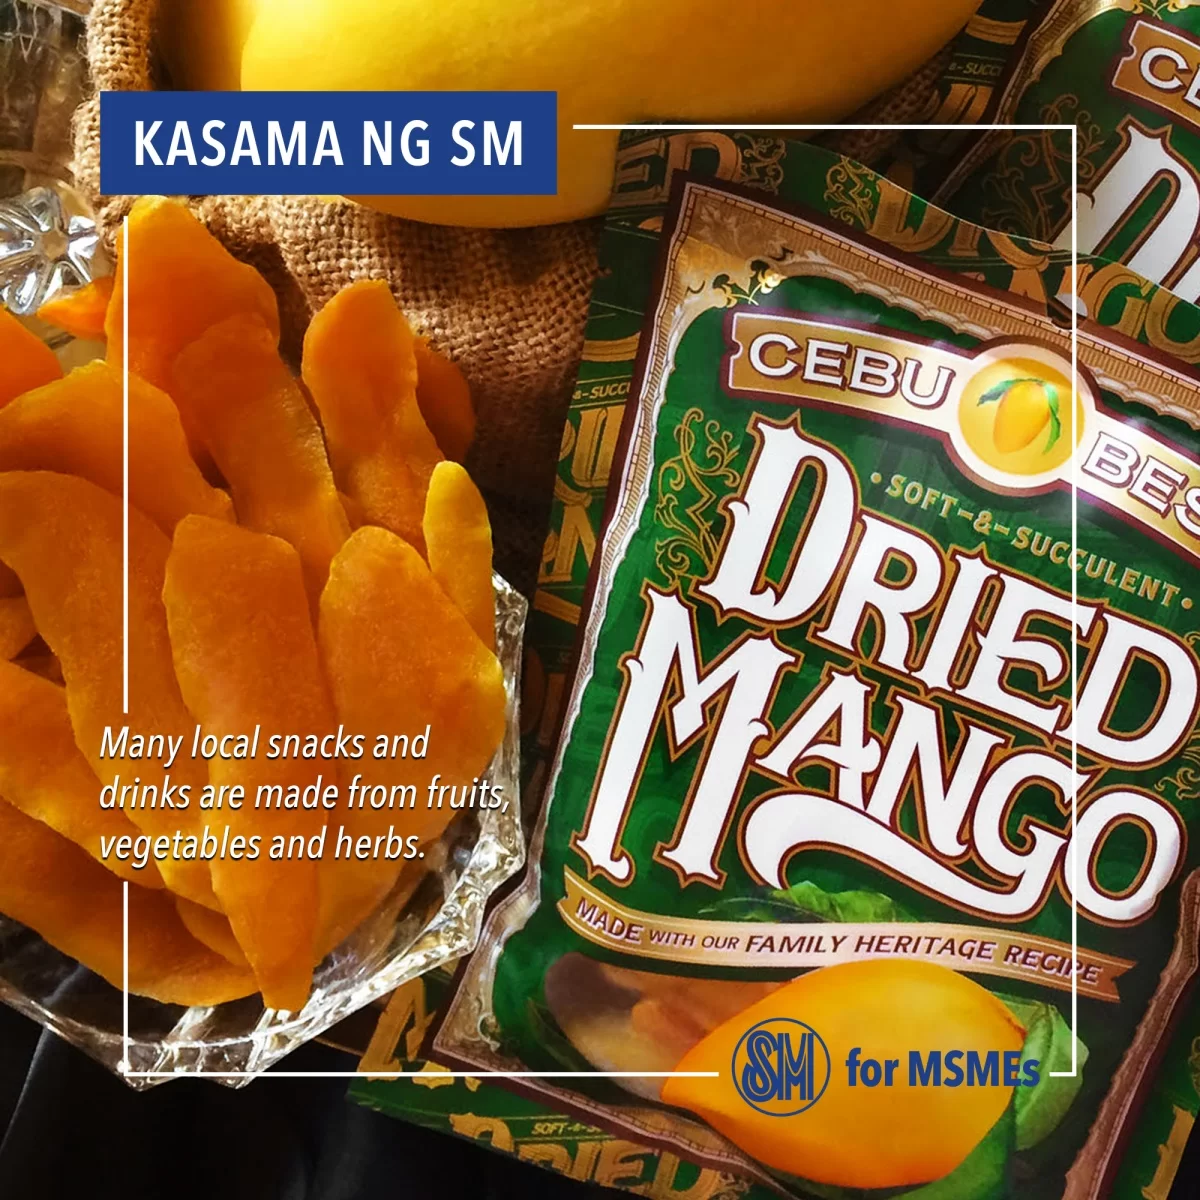 KASAMA NG SM
CEBU BES
• SOFT-&-SUCCULENT •
DRIED
MANGO
MADE WITH OUR FAMILY HERITAGE RECIPE
Many local snacks and
drinks are made from fruits,
vegetables and herbs.
SM for MSMEs